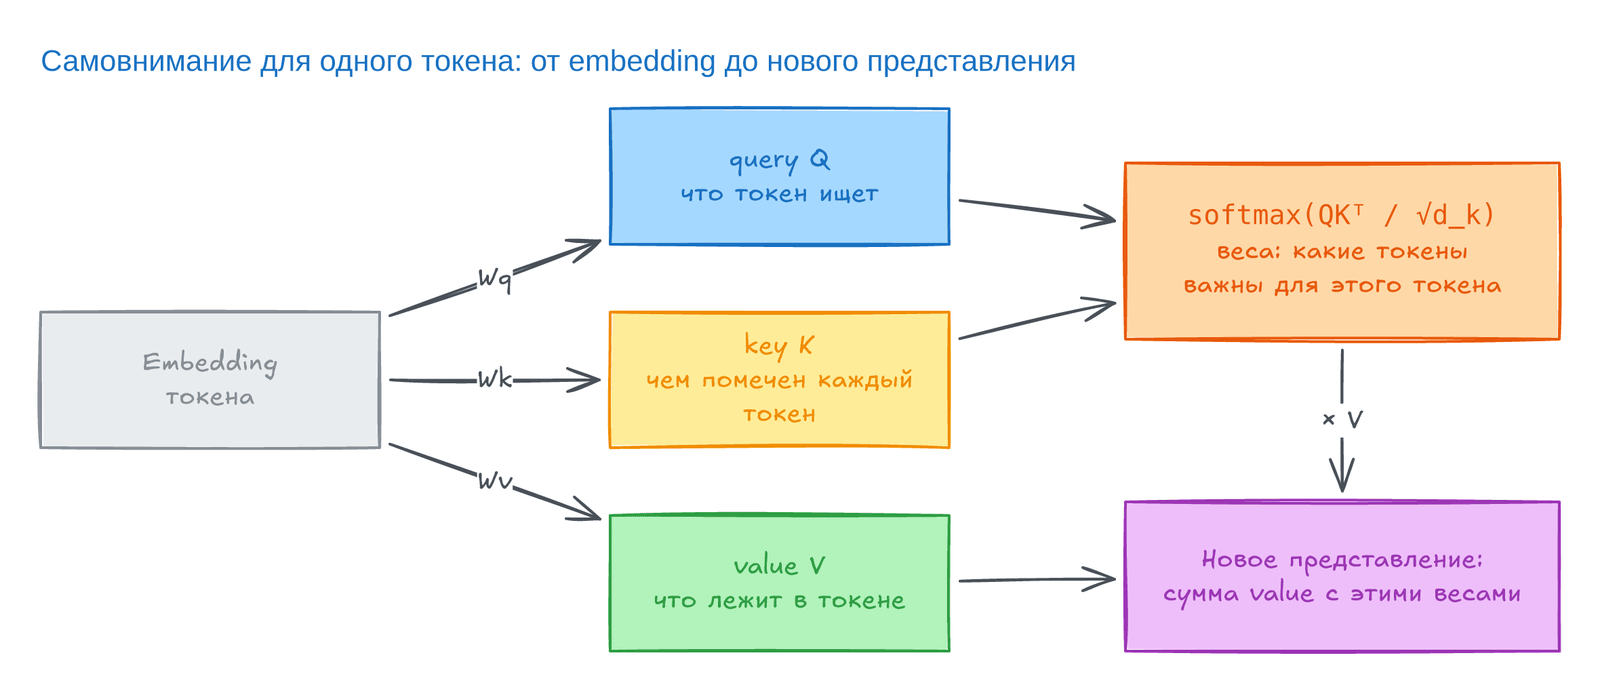 Самовнимание для одного токена: от embedding до нового представления
query Q
что токен ищет
softmax(QKᵀ / √d_k)
веса: какие токены
важны для этого токена
Wq
Embedding
токена
Wk
key K
чем помечен каждый
токен
× V
Wv
value V
что лежит в токене
Новое представление:
сумма value с этими весами